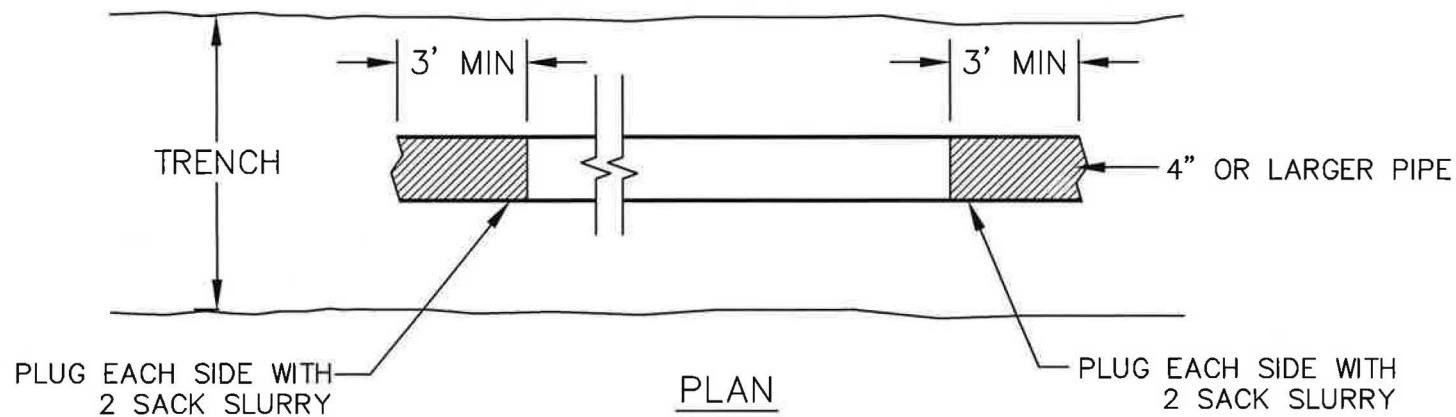 3' MIN
3' MIN
TRENCH
4" OR LARGER PIPE
PLUG EACH SIDE WITH
2 SACK SLURRY
PLAN
PLUG EACH SIDE WITH
2 SACK SLURRY